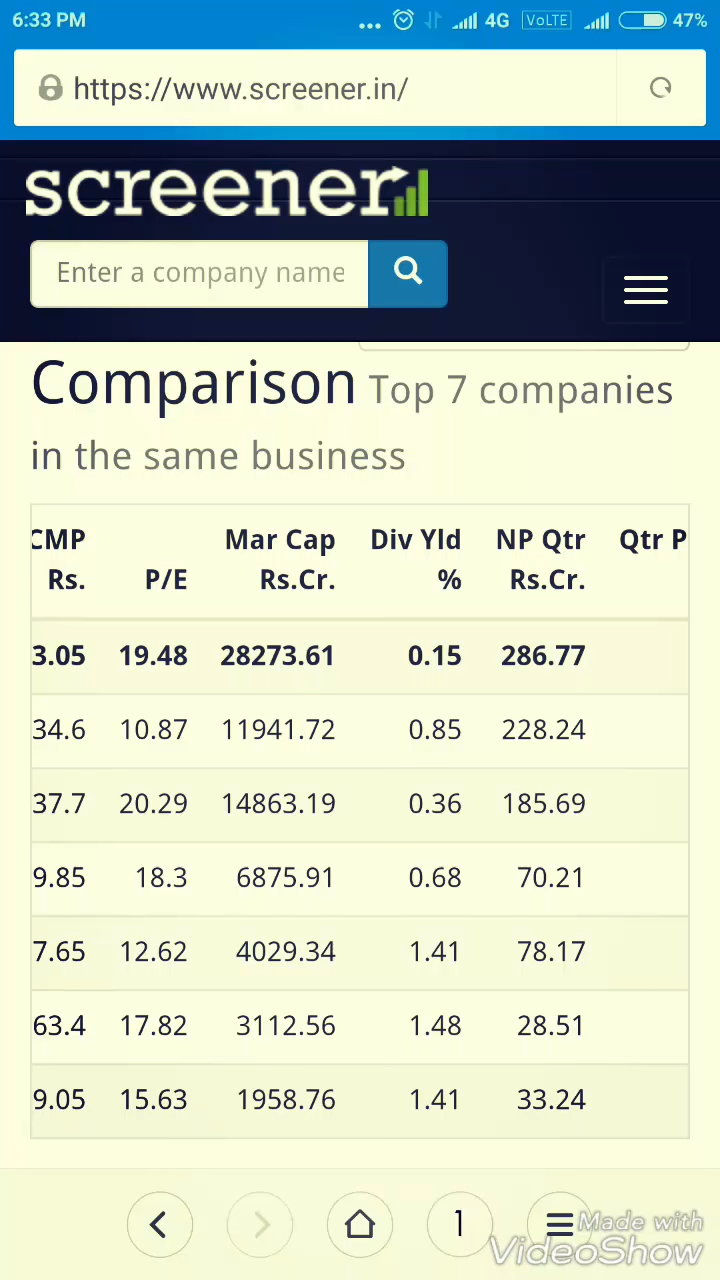 6:33 PM ... 4G VoLTE 47%
https://www.screener.in/
screener
Enter a company name
Comparison Top 7 companies
in the same business
CMP Mar Cap Div Yld NP Qtr Qtr P
Rs. P/E Rs.Cr. % Rs.Cr.
3.05 19.48 28273.61 0.15 286.77
34.6 10.87 11941.72 0.85 228.24
37.7 20.29 14863.19 0.36 185.69
9.85 18.3 6875.91 0.68 70.21
7.65 12.62 4029.34 1.41 78.17
63.4 17.82 3112.56 1.48 28.51
9.05 15.63 1958.76 1.41 33.24
1
Made with
VideoShow